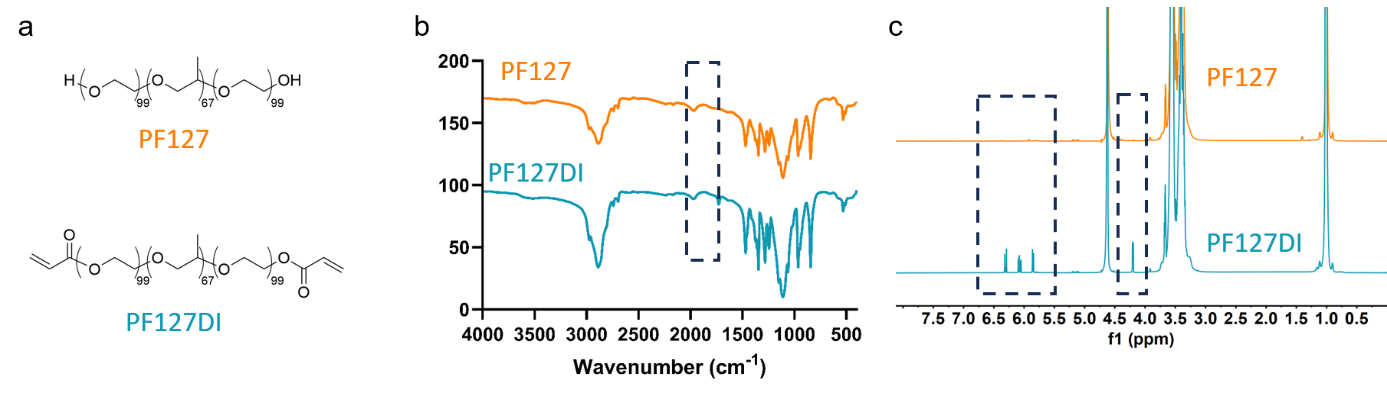 a
H
O
99
O
67
O
99
OH
PF127
O
O
99
O
67
O
99
O
O
PF127DI
b
200
150
100
50
0
PF127
PF127DI
4000 3500 3000 2500 2000 1500 1000 500
Wavenumber (cm-1)
c
PF127
PF127DI
7.5 7.0 6.5 6.0 5.5 5.0 4.5 4.0 3.5 3.0 2.5 2.0 1.5 1.0 0.5
f1 (ppm)